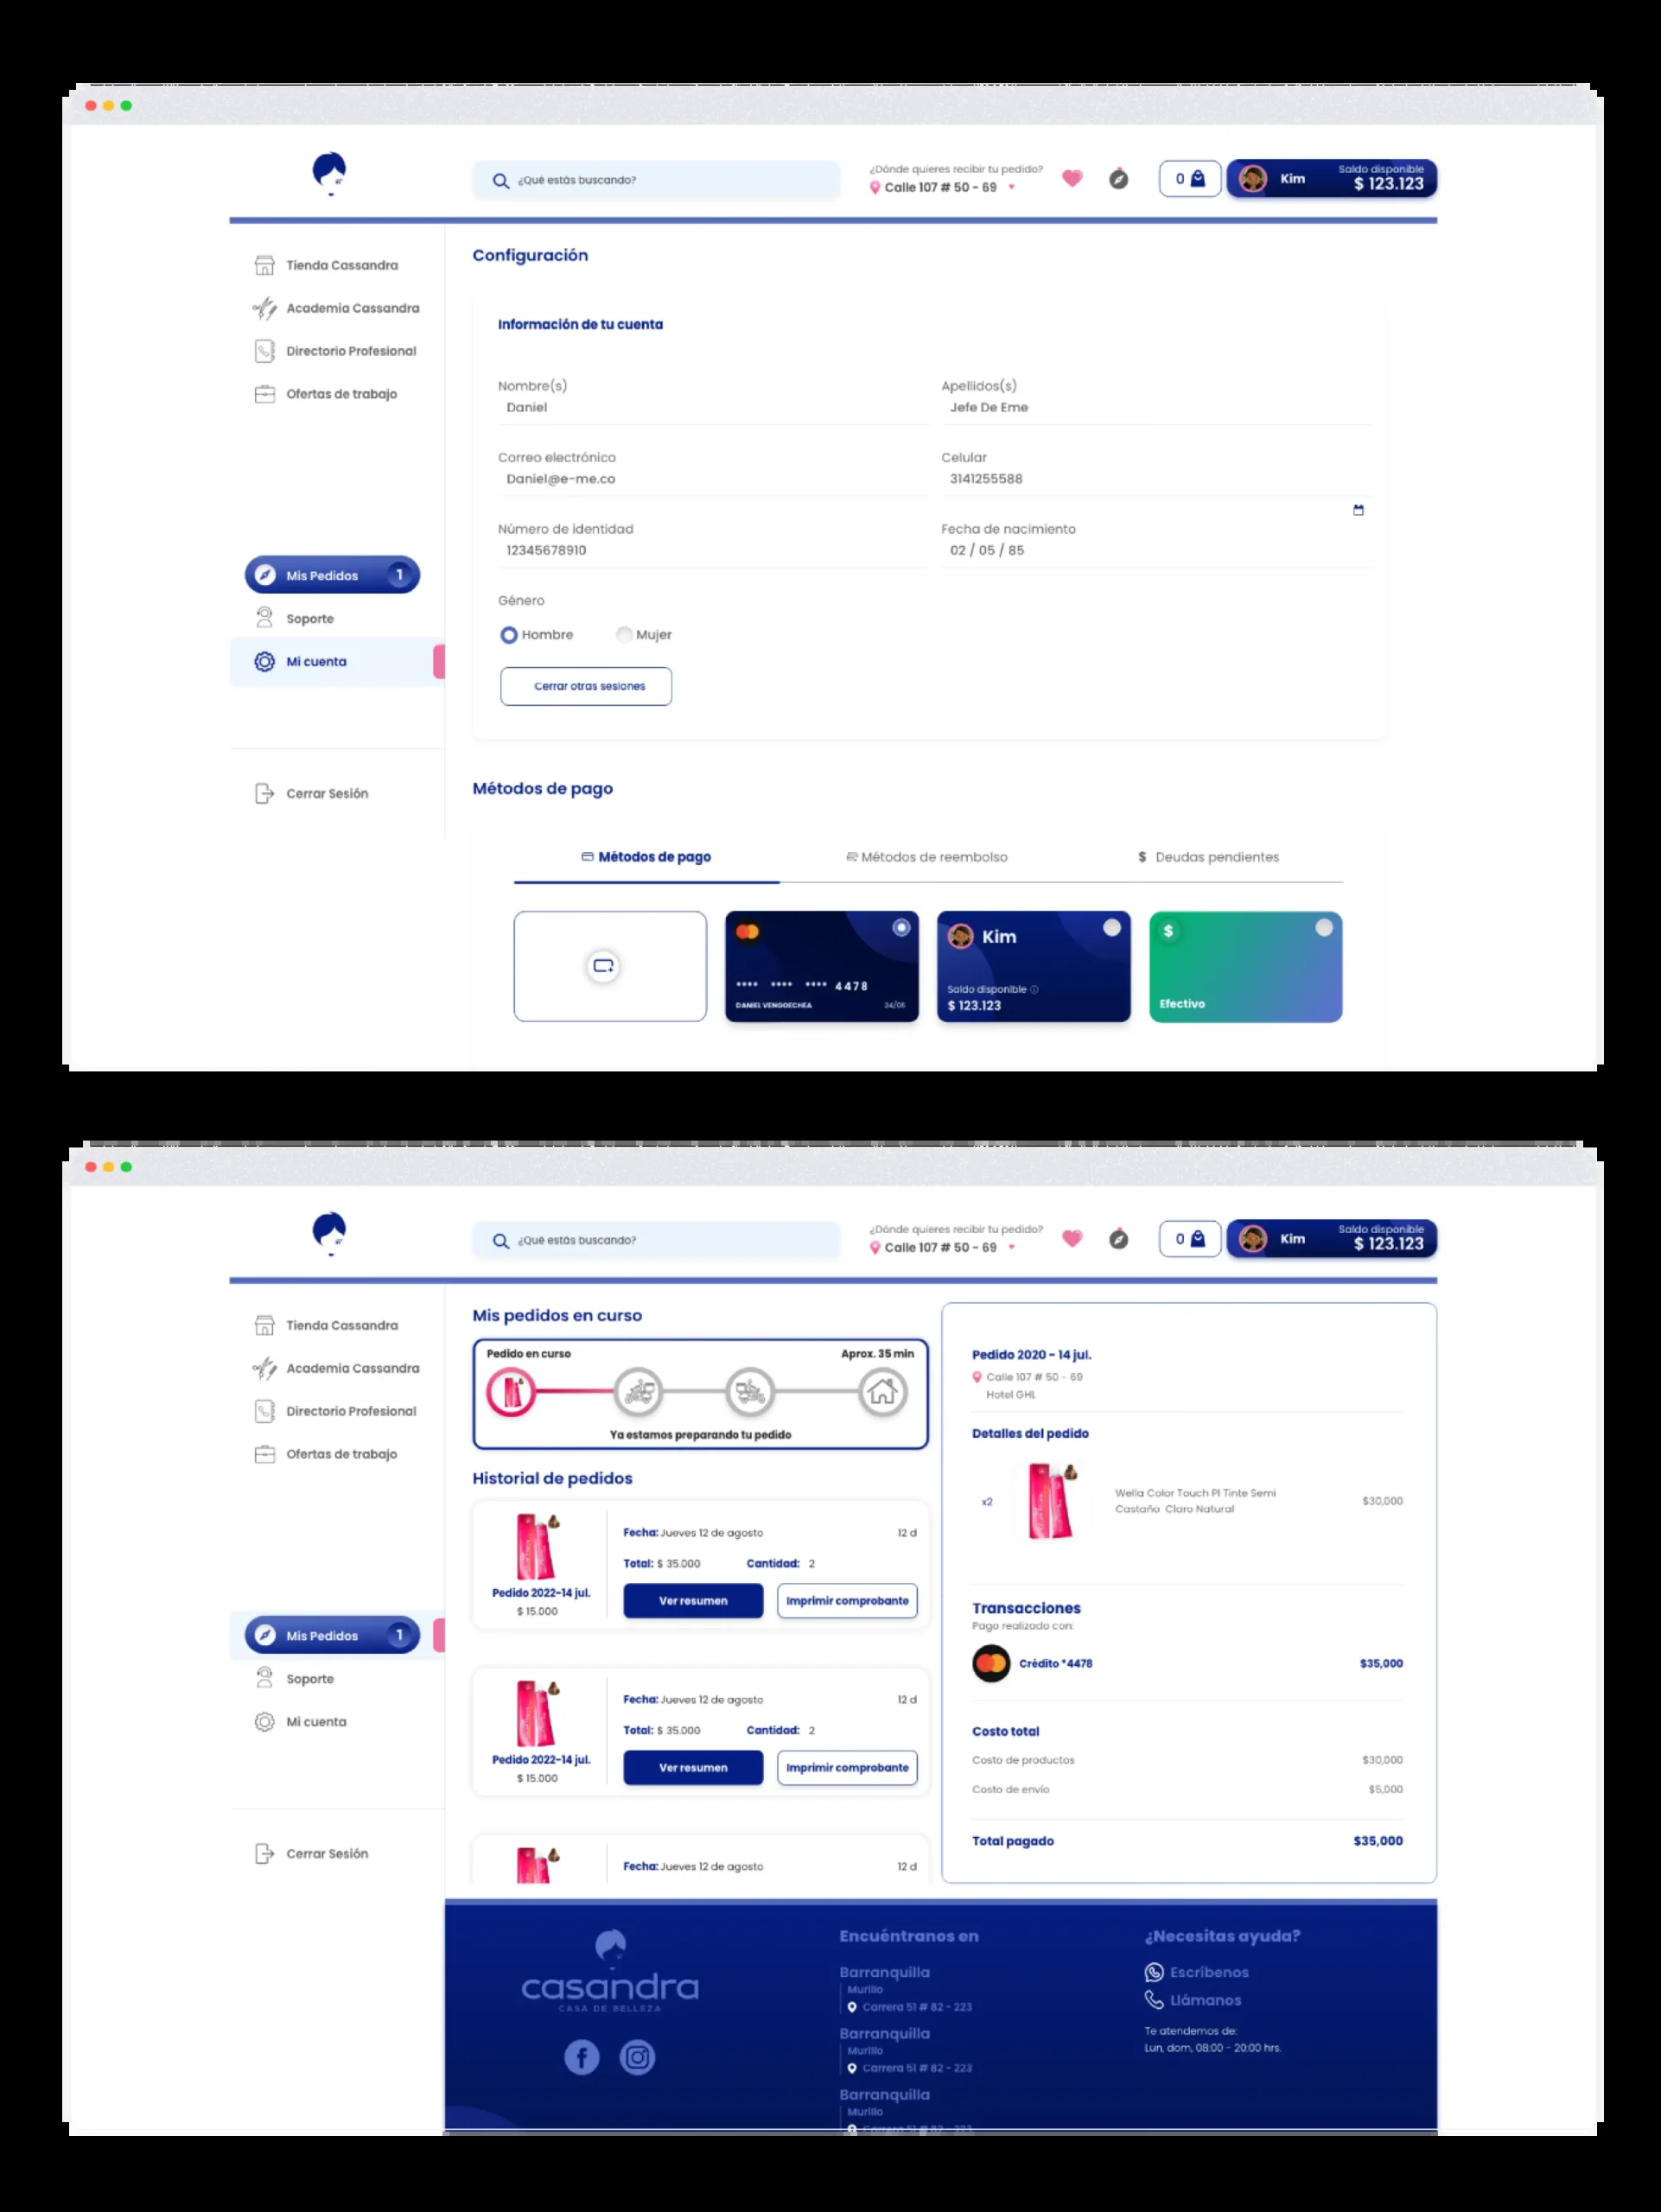 ¿Qué estás buscando?
¿Dónde quieres recibir tu pedido?
Calle 107 # 50 - 69
0
Kim
Saldo disponible
$ 123.123
Tienda Cassandra
Academia Cassandra
Directorio Profesional
Ofertas de trabajo
Mis Pedidos 1
Soporte
Mi cuenta
Cerrar Sesión
Configuración
Información de tu cuenta
Nombre(s)
Daniel
Apellidos(s)
Jefe De Eme
Correo electrónico
Daniel@e-me.co
Celular
3141255588
Número de identidad
12345678910
Fecha de nacimiento
02 / 05 / 85
Género
Hombre Mujer
Cerrar otras sesiones
Métodos de pago
Métodos de pago
Métodos de reembolso
$ Deudas pendientes
**** **** **** 4478
DANIEL VENGOECHEA 24/06
Kim
Saldo disponible
$ 123.123
$
Efectivo
¿Qué estás buscando?
¿Dónde quieres recibir tu pedido?
Calle 107 # 50 - 69
0
Kim
Saldo disponible
$ 123.123
Tienda Cassandra
Academia Cassandra
Directorio Profesional
Ofertas de trabajo
Mis Pedidos 1
Soporte
Mi cuenta
Cerrar Sesión
Mis pedidos en curso
Pedido en curso Aprox. 35 min
Ya estamos preparando tu pedido
Historial de pedidos
Fecha: Jueves 12 de agosto 12 d
Total: $ 35.000 Cantidad: 2
Pedido 2022-14 jul.
$ 15.000
Ver resumen
Imprimir comprobante
Fecha: Jueves 12 de agosto 12 d
Total: $ 35.000 Cantidad: 2
Pedido 2022-14 jul.
$ 15.000
Ver resumen
Imprimir comprobante
Fecha: Jueves 12 de agosto 12 d
Pedido 2020 - 14 jul.
Calle 107 # 50 - 69
Hotel GHL
Detalles del pedido
x2
Wella Color Touch Pl Tinte Semi
Castaño Claro Natural
$30,000
Transacciones
Pago realizado con:
Crédito *4478 $35,000
Costo total
Costo de productos $30,000
Costo de envío $5,000
Total pagado $35,000
casandra
CASA DE BELLEZA
Encuéntranos en
Barranquilla
Murillo
Carrera 51 # 82 - 223
Barranquilla
Murillo
Carrera 51 # 82 - 223
Barranquilla
Murillo
Carrera 51 # 82 - 223
¿Necesitas ayuda?
Escríbenos
Llámanos
Te atendemos de:
Lun, dom, 08:00 - 20:00 hrs.